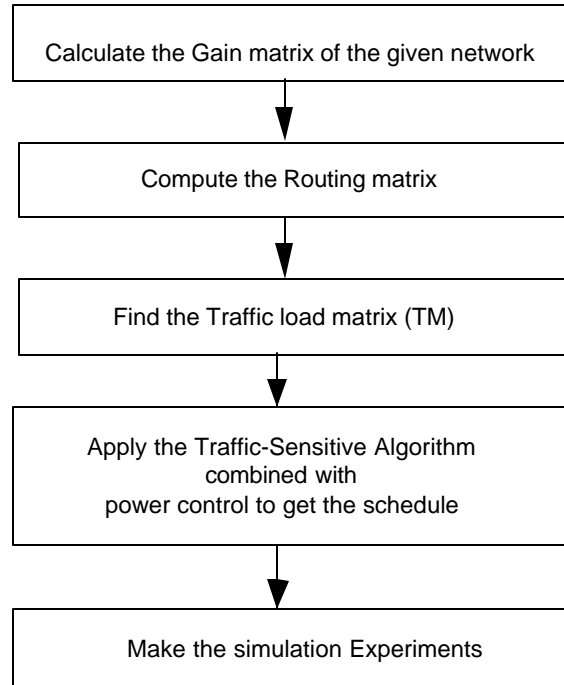 Calculate the Gain matrix of the given network
Compute the Routing matrix
Find the Traffic load matrix (TM)
Apply the Traffic-Sensitive Algorithm
combined with
power control to get the schedule
Make the simulation Experiments